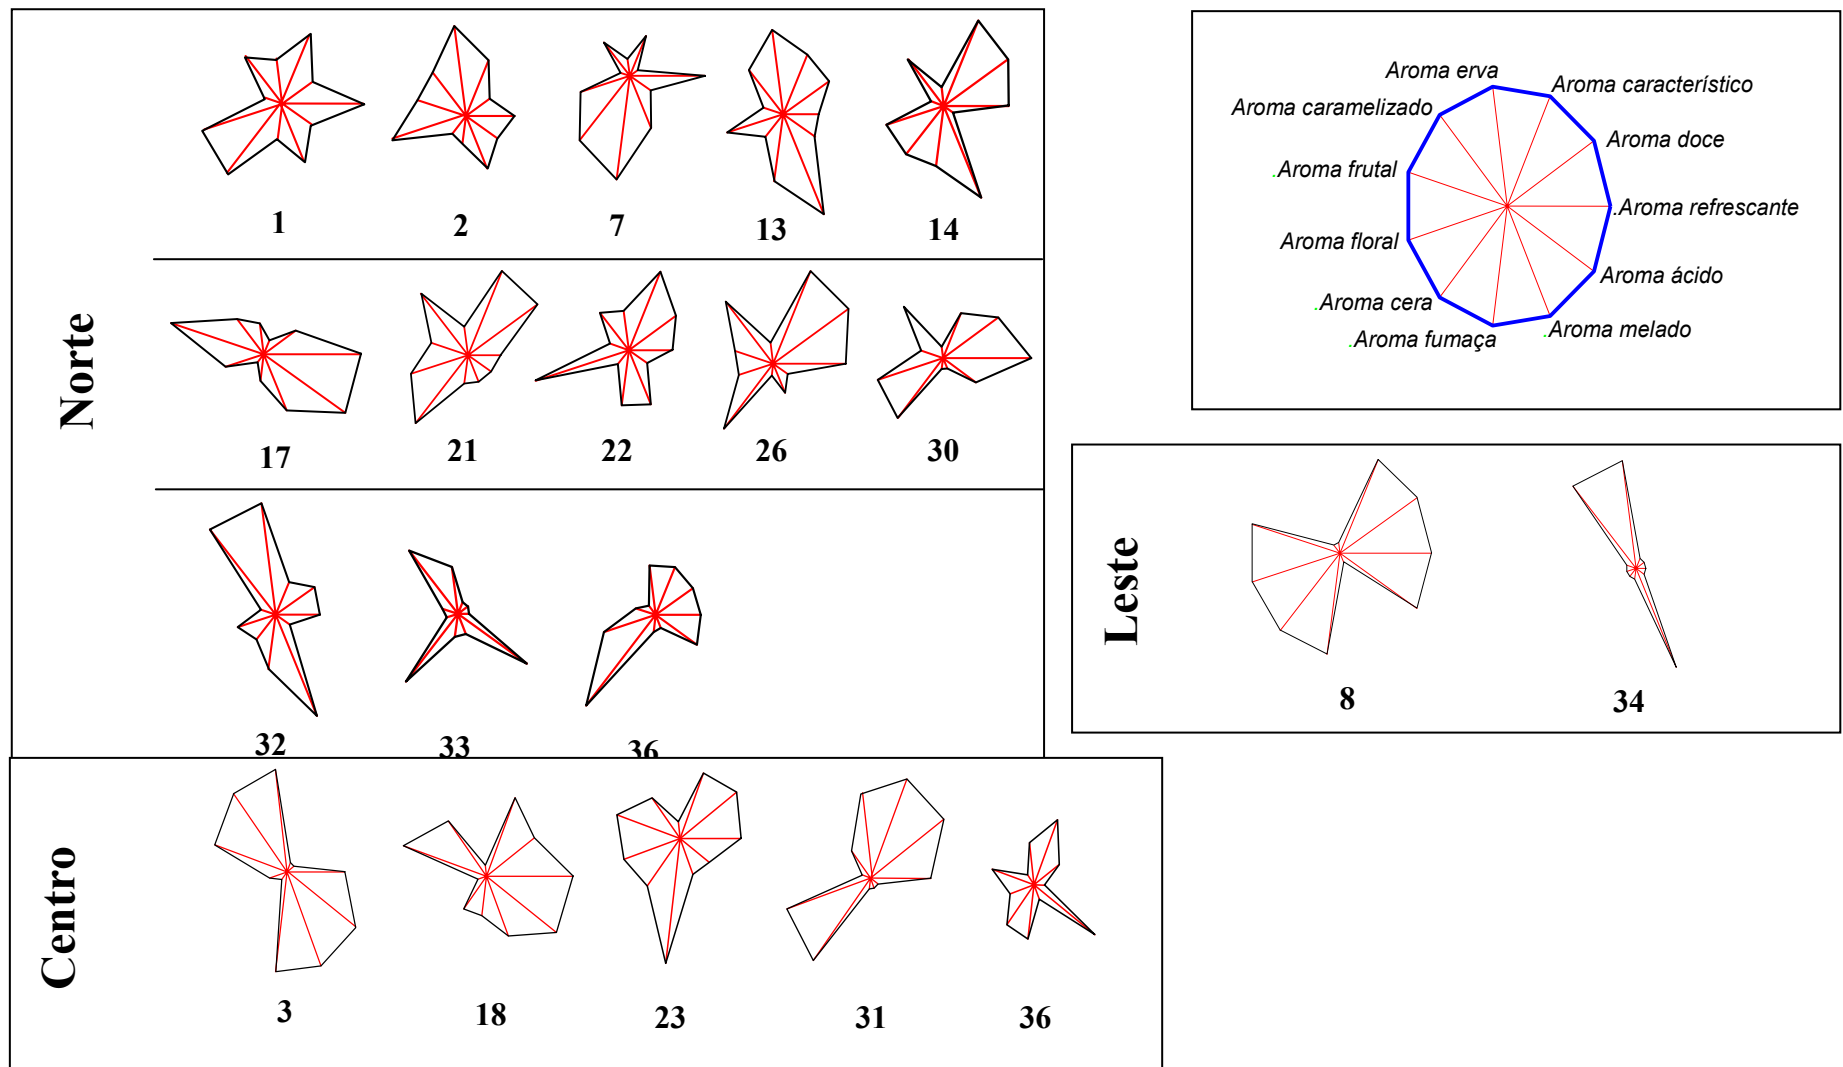 Norte
1 2 7 13 14
17 21 22 26 30
32 33 36
Aroma erva
Aroma característico
Aroma caramelizado
Aroma doce
.Aroma frutal
.Aroma refrescante
Aroma floral
Aroma ácido
.Aroma cera
.Aroma melado
.Aroma fumaça
Leste
8 34
Centro
3 18 23 31 36